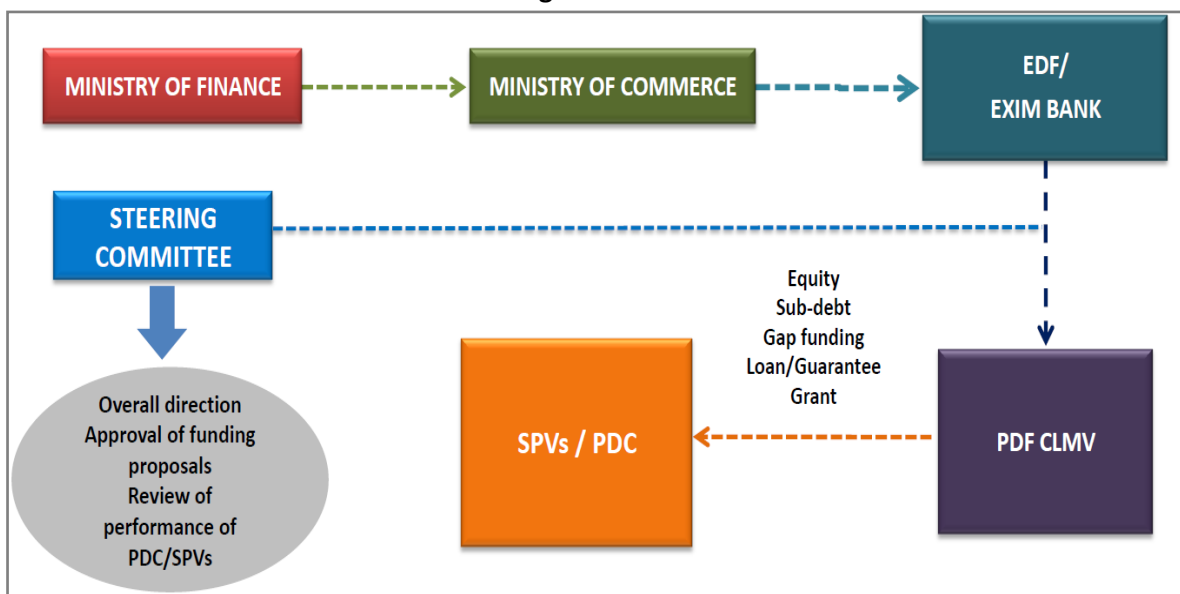 MINISTRY OF FINANCE
MINISTRY OF COMMERCE
EDF/
EXIM BANK
STEERING
COMMITTEE
Equity
Sub-debt
Gap funding
Loan/Guarantee
Grant
Overall direction
Approval of funding
proposals
Review of
performance of
PDC/SPVs
SPVs / PDC
PDF CLMV